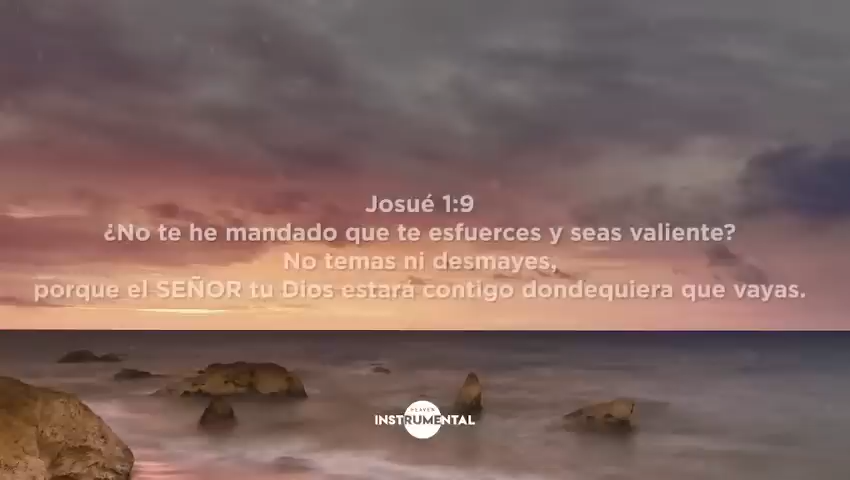 Josué 1:9
¿No te he mandado que te esfuerces y seas valiente?
No temas ni desmayes,
porque el SEÑOR tu Dios estará contigo dondequiera que vayas.
HEAVEN
INSTRUMENTAL